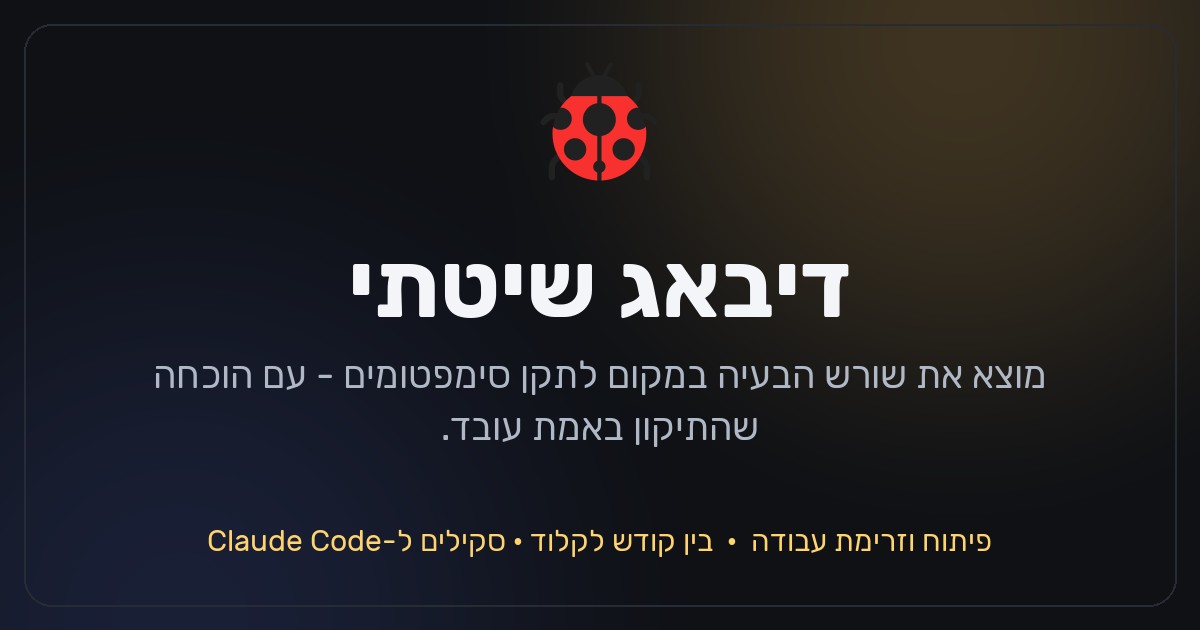 דיבאג שיטתי
מוצא את שורש הבעיה במקום לתקן סימפטומים - עם הוכחה
שהתיקון באמת עובד.
פיתוח וזרימת עבודה • בין קודש לקלוד • סקילים ל-Claude Code